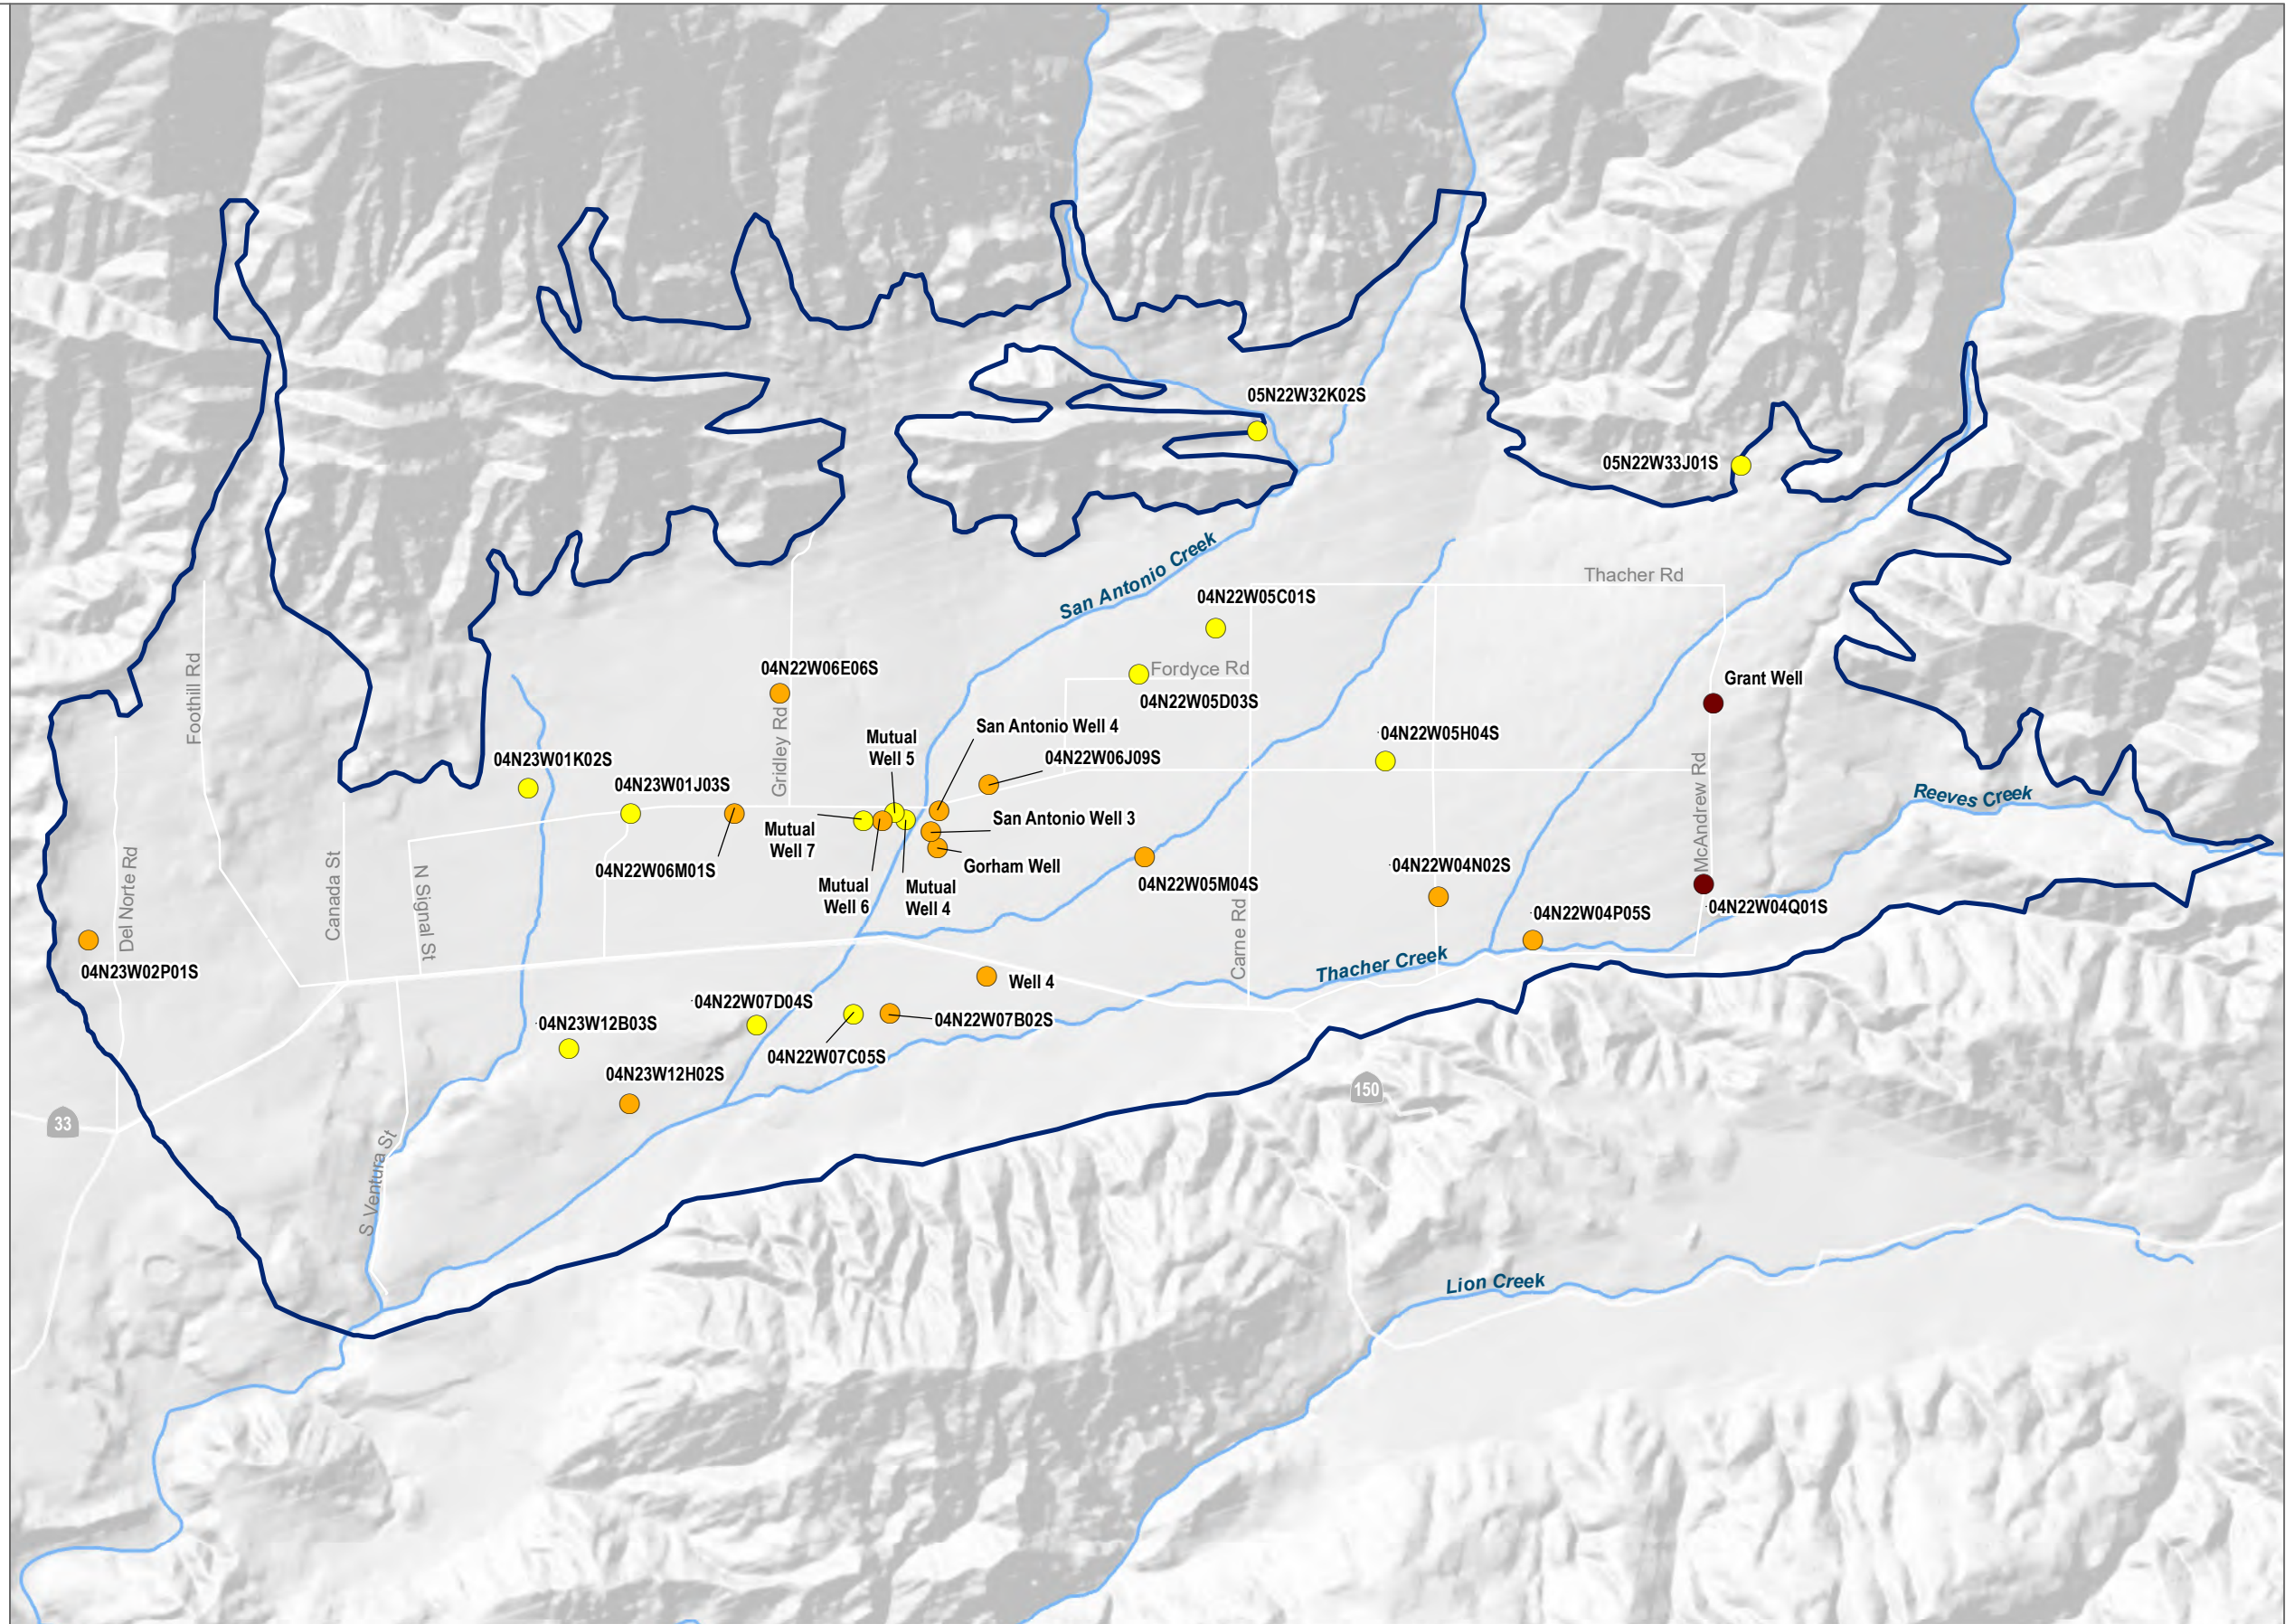 05N22W32K02S
05N22W33J01S
San Antonio Creek
Thacher Rd
04N22W05C01S
Foothill Rd
04N22W06E06S
Fordyce Rd
Grant Well
04N22W05D03S
Gridley Rd
San Antonio Well 4
Mutual
Well 5
04N22W05H04S
04N23W01K02S
04N22W06J09S
04N23W01J03S
McAndrew Rd
Reeves Creek
Mutual
Well 7
San Antonio Well 3
04N22W06M01S
Gorham Well
04N22W04N02S
Del Norte Rd
Canada St
N Signal St
Mutual
Well 6
Mutual
Well 4
04N22W05M04S
Carne Rd
04N22W04P05S
04N22W04Q01S
04N23W02P01S
Thacher Creek
Well 4
04N22W07D04S
04N23W12B03S
04N22W07B02S
04N22W07C05S
04N23W12H02S
150
33
S Ventura St
Lion Creek